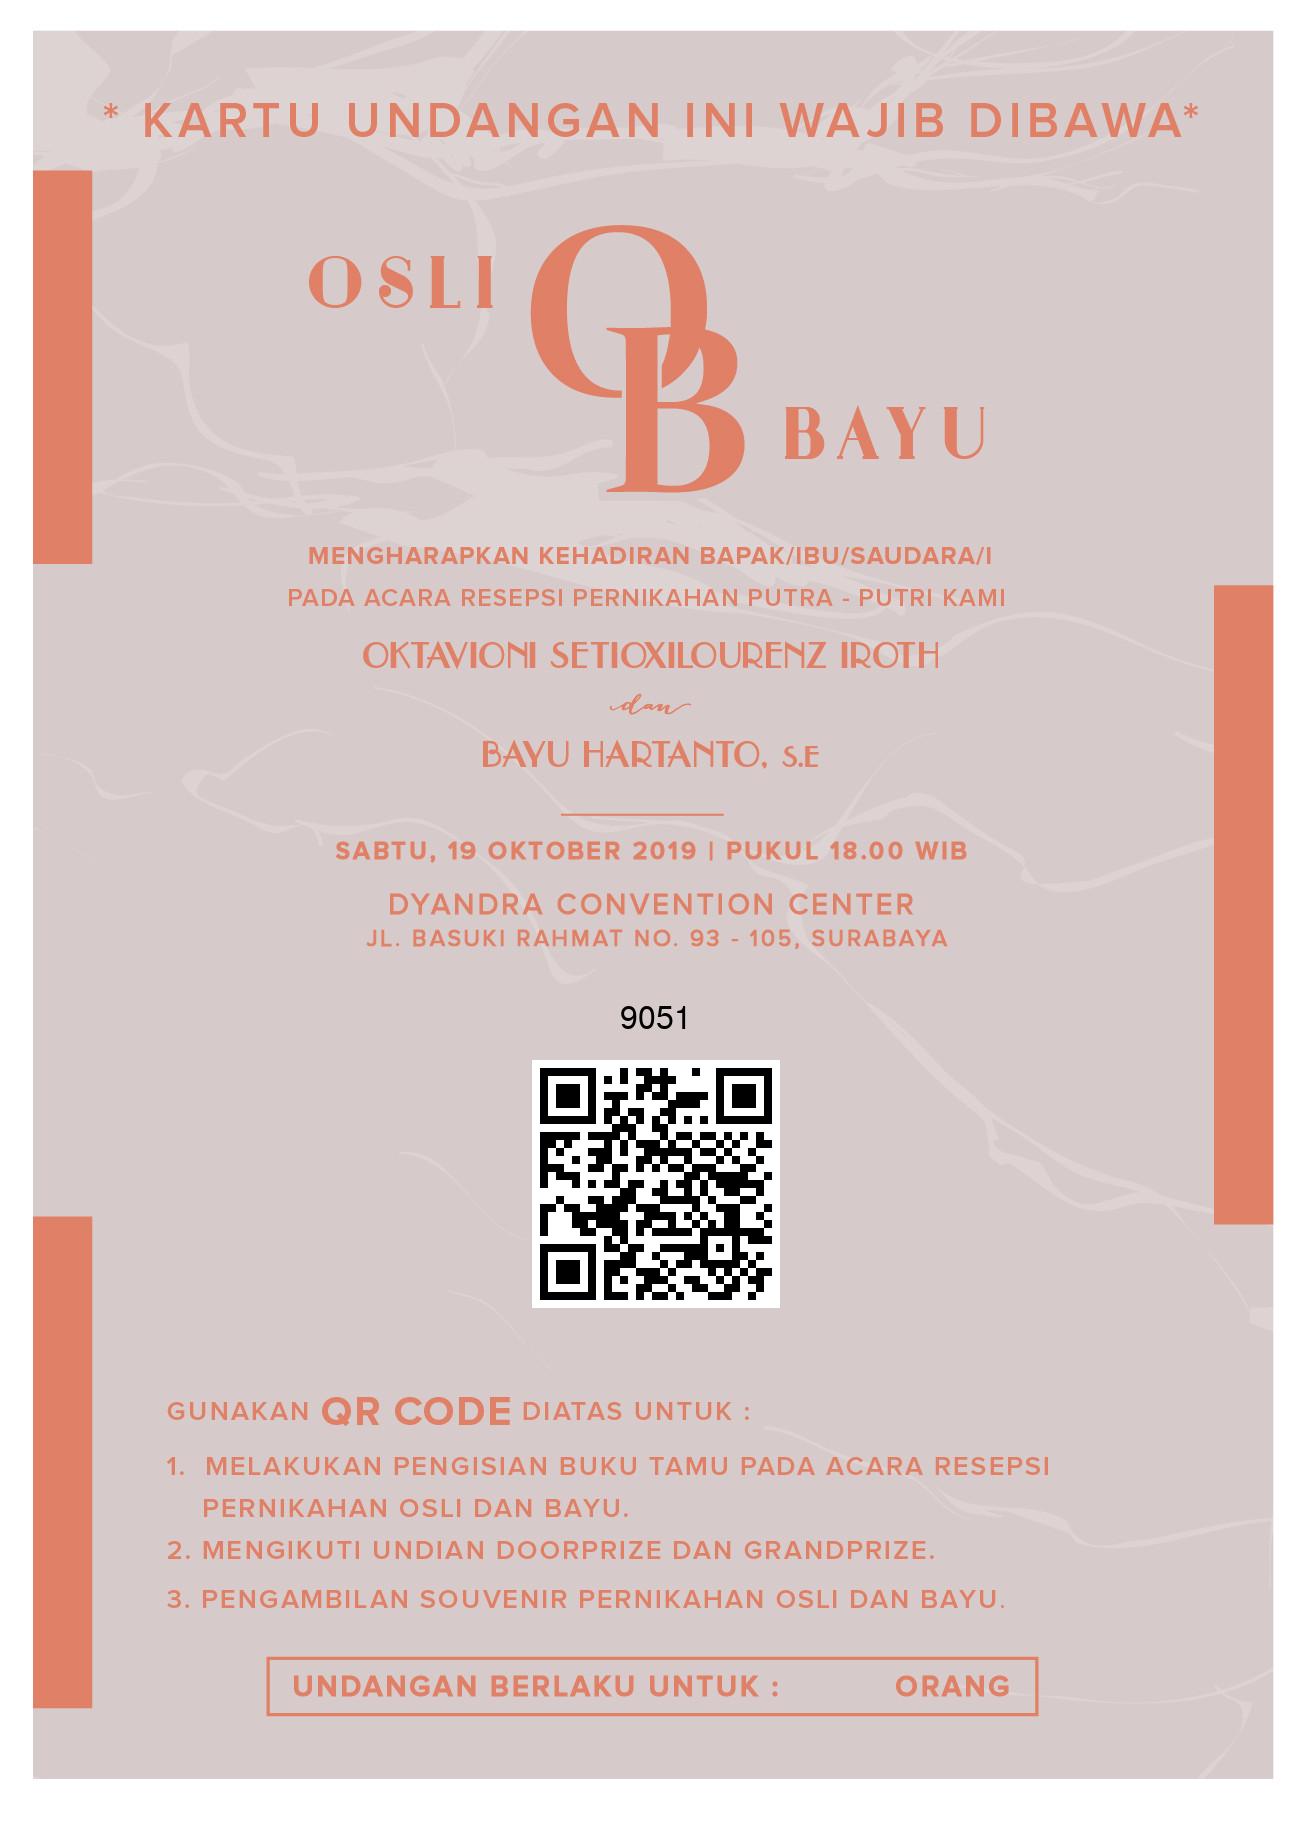 * KARTU UNDANGAN INI WAJIB DIBAWA*
OSLI
OB
BAYU
MENGHARAPKAN KEHADIRAN BAPAK/IBU/SAUDARA/I
PADA ACARA RESEPSI PERNIKAHAN PUTRA - PUTRI KAMI
OKTAVIONI SETIOXILOURENZ IROTH
dan
BAYU HARTANTO, S.E
SABTU, 19 OKTOBER 2019 | PUKUL 18.00 WIB
DYANDRA CONVENTION CENTER
JL. BASUKI RAHMAT NO. 93 - 105, SURABAYA
9051
GUNAKAN QR CODE DIATAS UNTUK :
1. MELAKUKAN PENGISIAN BUKU TAMU PADA ACARA RESEPSI
PERNIKAHAN OSLI DAN BAYU.
2. MENGIKUTI UNDIAN DOORPRIZE DAN GRANDPRIZE.
3. PENGAMBILAN SOUVENIR PERNIKAHAN OSLI DAN BAYU.
UNDANGAN BERLAKU UNTUK : ORANG